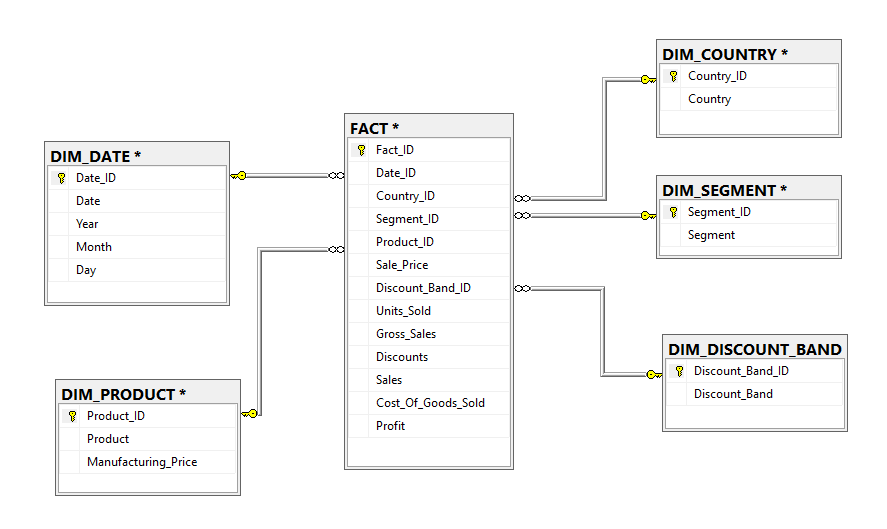 DIM_DATE *
Date_ID
Date
Year
Month
Day
DIM_PRODUCT *
Product_ID
Product
Manufacturing_Price
FACT *
Fact_ID
Date_ID
Country_ID
Segment_ID
Product_ID
Sale_Price
Discount_Band_ID
Units_Sold
Gross_Sales
Discounts
Sales
Cost_Of_Goods_Sold
Profit
DIM_COUNTRY *
Country_ID
Country
DIM_SEGMENT *
Segment_ID
Segment
DIM_DISCOUNT_BAND
Discount_Band_ID
Discount_Band